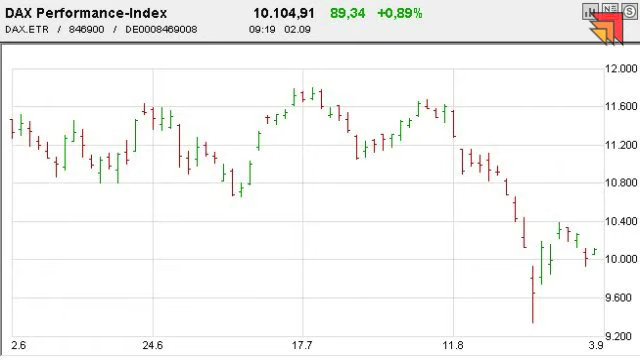 DAX Performance-Index 10.104,91 89,34 +0,89%
DAX.ETR / 846900 / DE0008469008 09:19 02.09
12.000
11.600
11.200
10.800
10.400
10.000
9.600
9.200
2.6 24.6 17.7 11.8 3.9